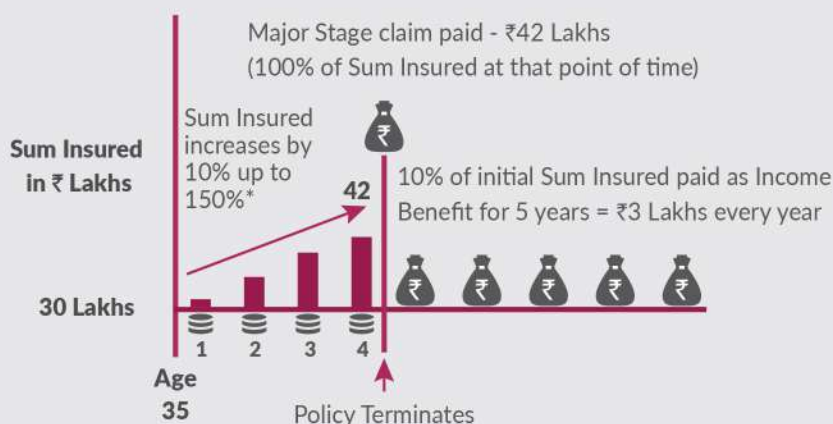 Major Stage claim paid - ₹42 Lakhs
(100% of Sum Insured at that point of time)
₹
Sum Insured
increases by
10% up to
150%*
Sum Insured
in ₹ Lakhs
42
10% of initial Sum Insured paid as Income
Benefit for 5 years = ₹3 Lakhs every year
₹ ₹ ₹ ₹ ₹
30 Lakhs
1 2 3 4
Age
35
Policy Terminates